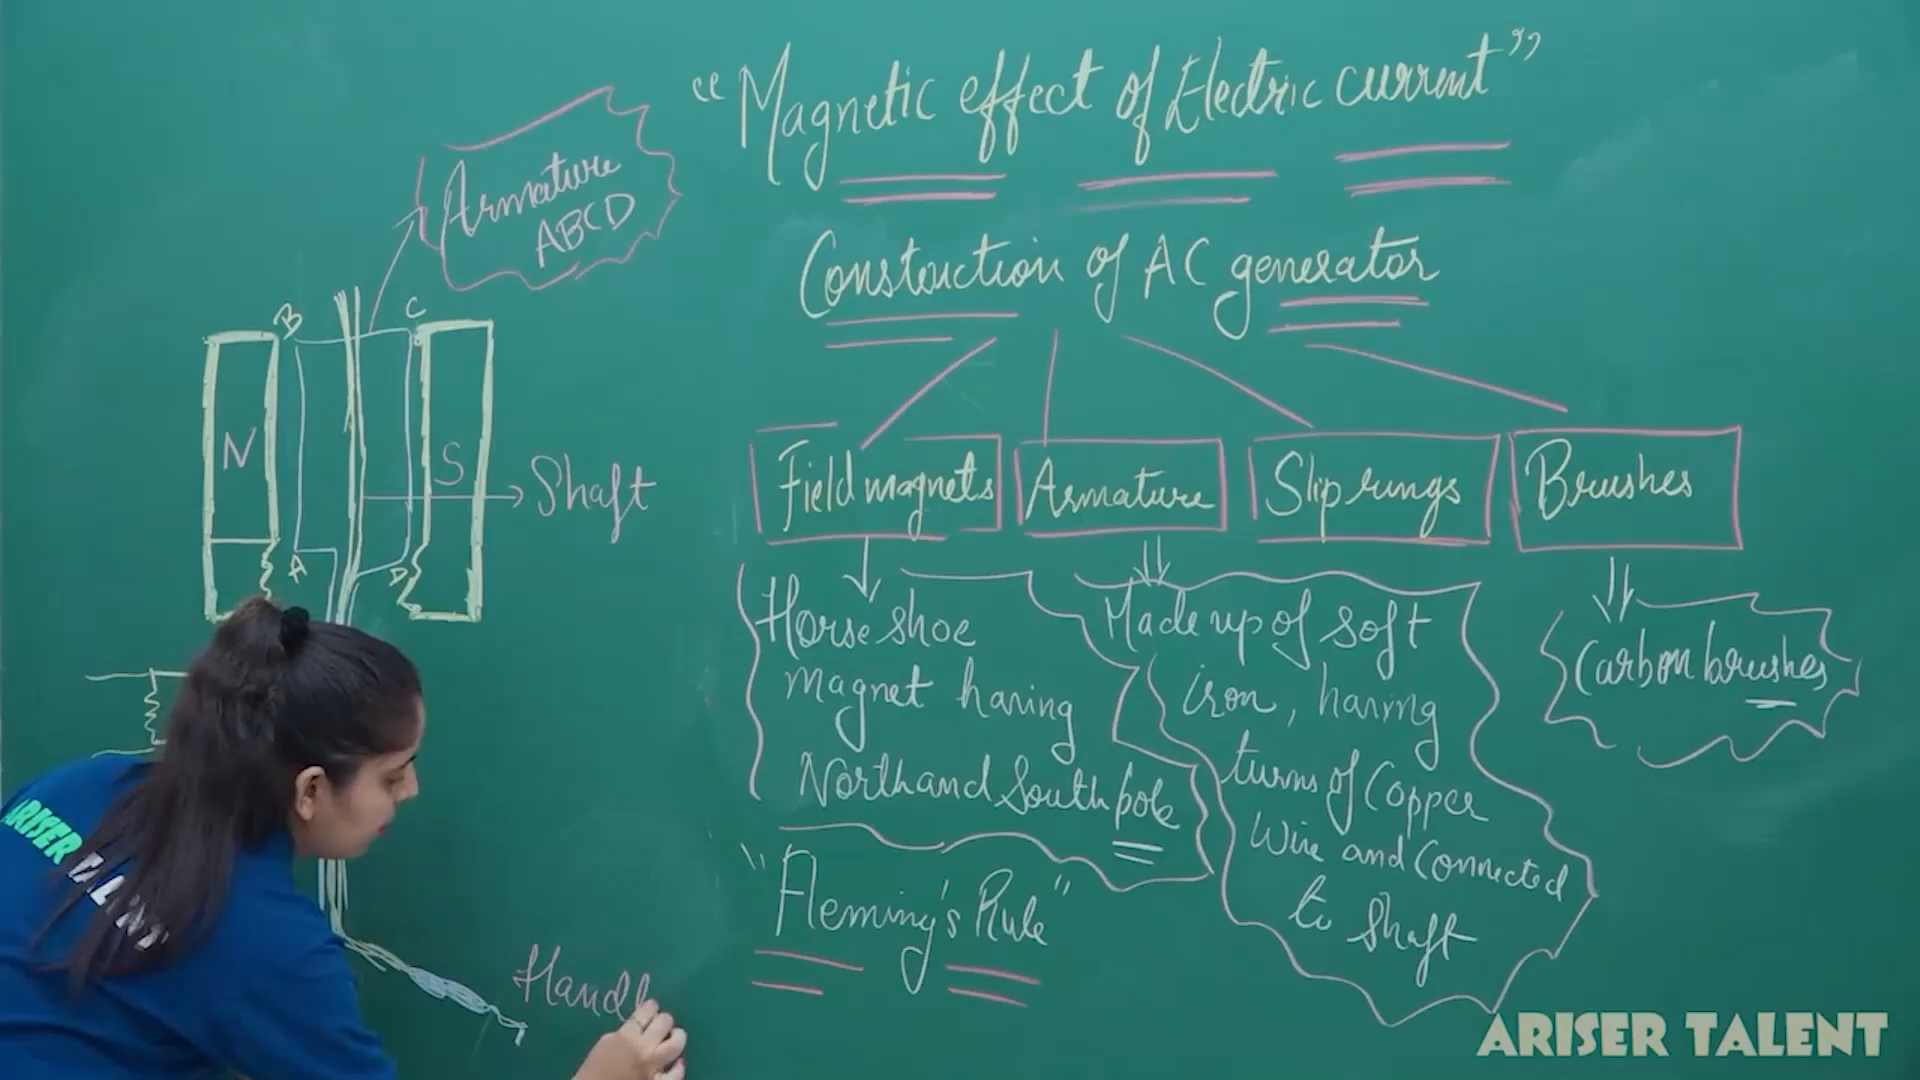 “Magnetic effect of Electric current”
Construction of AC generator
Field magnets
Armature
Slip rings
Brushes
Horse shoe
magnet having
North and South pole
Made up of soft
iron, having
turns of Copper
Wire and Connected
to Shaft
Carbon brushes
"Fleming's Rule"
Armature
ABCD
B
C
N
S
Shaft
A
D
Handl
ARISER
TALENT
ARISER TALENT